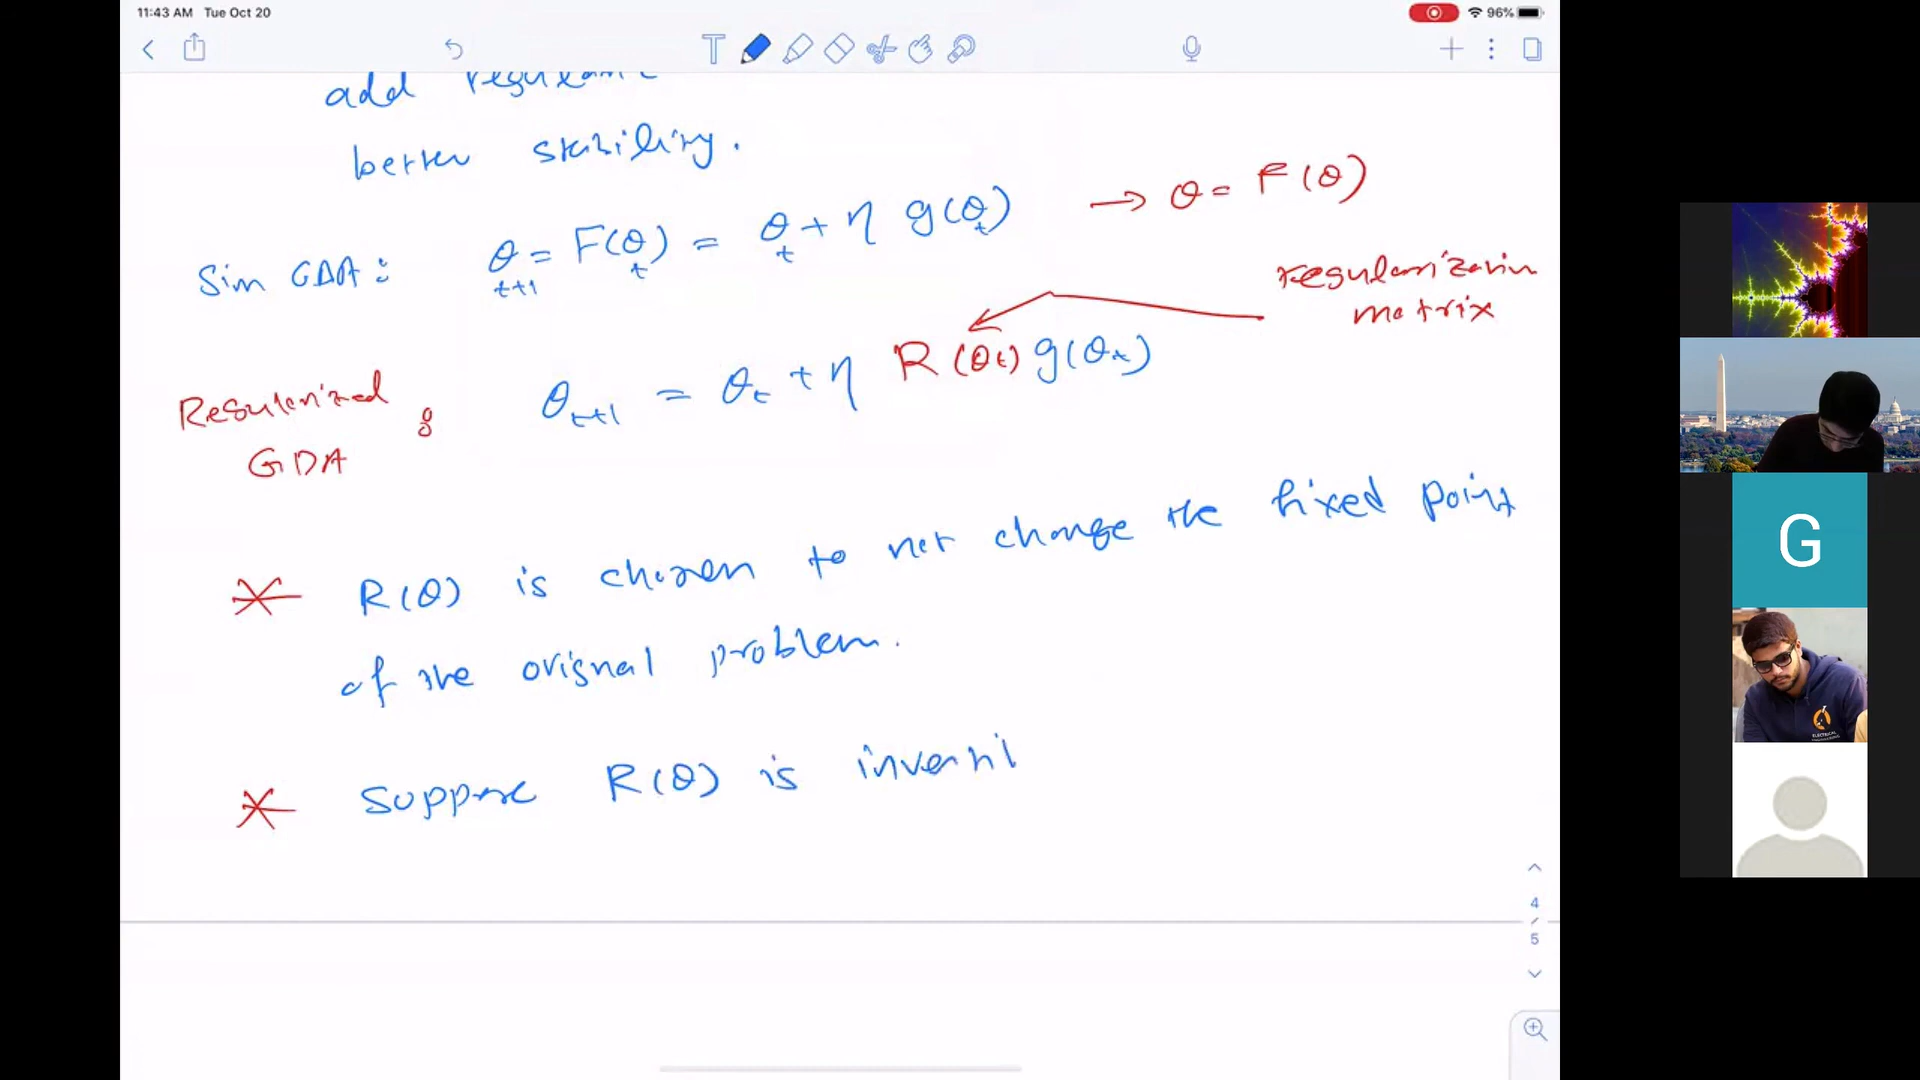 11:43 AM Tue Oct 20
96%
add
better stability.
Sim GDA: θ_{t+1} = F(θ_t) = θ_t + η g(θ_t) → θ = F(θ)
regularization
matrix
Regularized
GDA : θ_{t+1} = θ_t + η R(θ_t) g(θ_t)
* R(θ) is chosen to not change the fixed point
of the original problem.
* Suppose R(θ) is inverti
4
5
G
ELECTRICAL